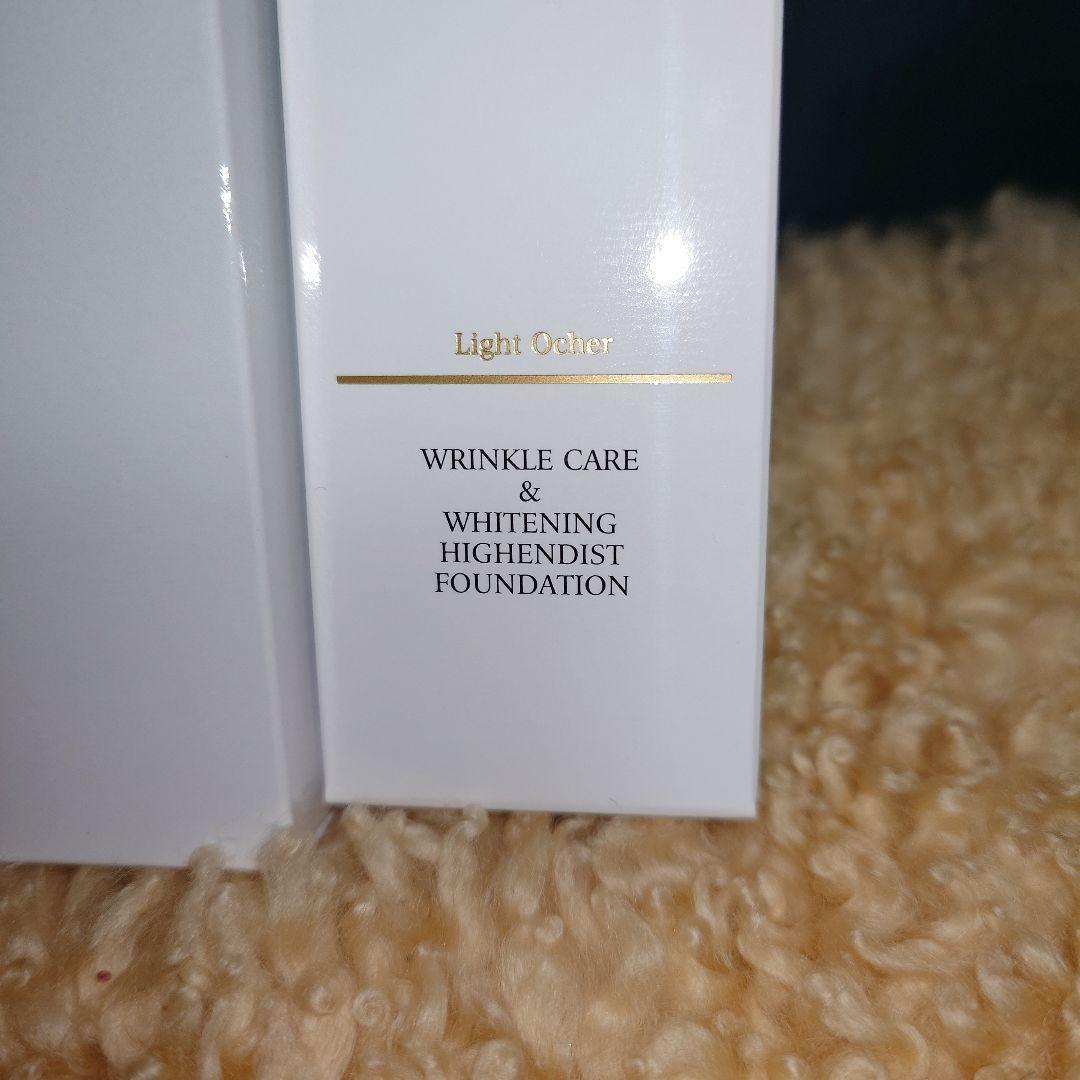 Light Ocher
WRINKLE CARE
&
WHITENING
HIGHENDIST
FOUNDATION